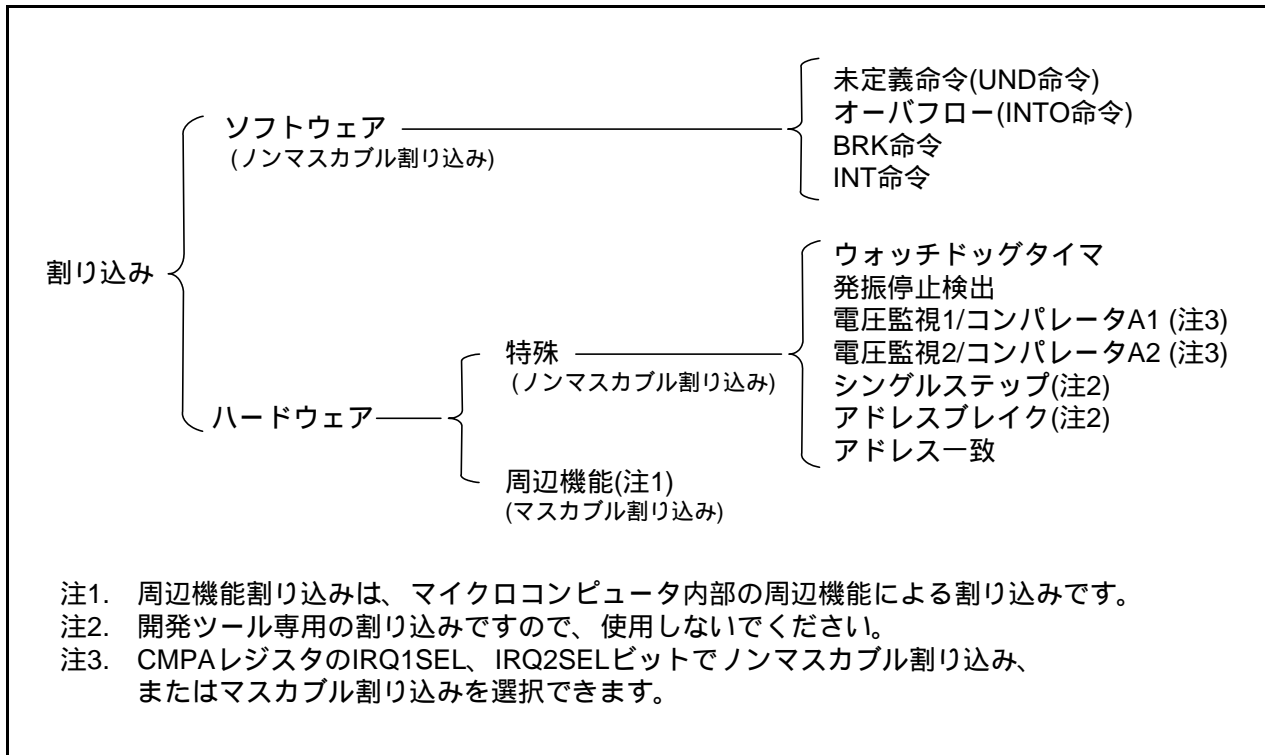 割り込み
ソフトウェア
(ノンマスカブル割り込み)
未定義命令(UND命令)
オーバフロー(INTO命令)
BRK命令
INT命令
ハードウェア
特殊
(ノンマスカブル割り込み)
ウォッチドッグタイマ
発振停止検出
電圧監視1/コンパレータA1 (注3)
電圧監視2/コンパレータA2 (注3)
シングルステップ(注2)
アドレスブレイク(注2)
アドレス一致
周辺機能(注1)
(マスカブル割り込み)
注1. 周辺機能割り込みは、マイクロコンピュータ内部の周辺機能による割り込みです。
注2. 開発ツール専用の割り込みですので、使用しないでください。
注3. CMPAレジスタのIRQ1SEL、IRQ2SELビットでノンマスカブル割り込み、
またはマスカブル割り込みを選択できます。